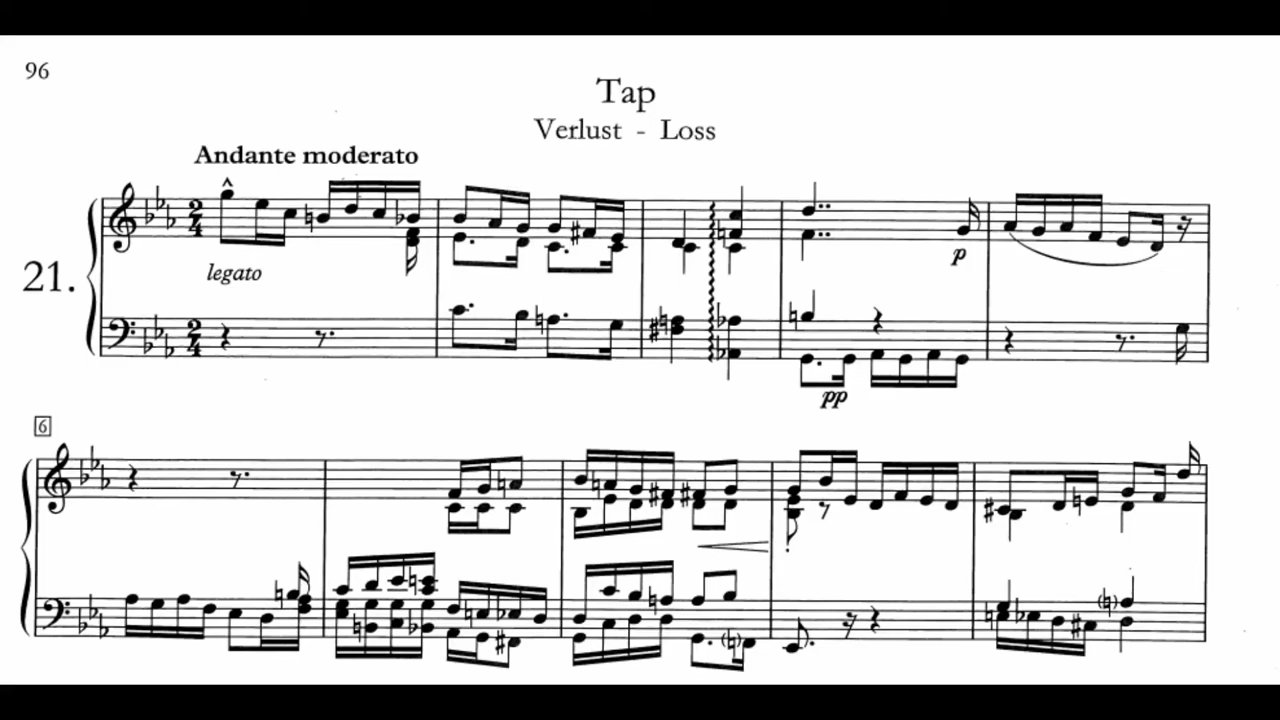 96
Tap
Verlust - Loss
Andante moderato
21.
legato
p
pp
6